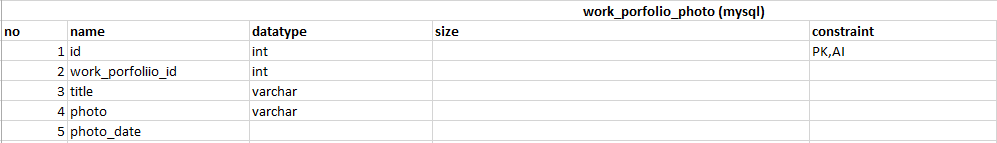 work_porfolio_photo (mysql)
no name datatype size constraint
1 id int PK,AI
2 work_porfoliio_id int
3 title varchar
4 photo varchar
5 photo_date